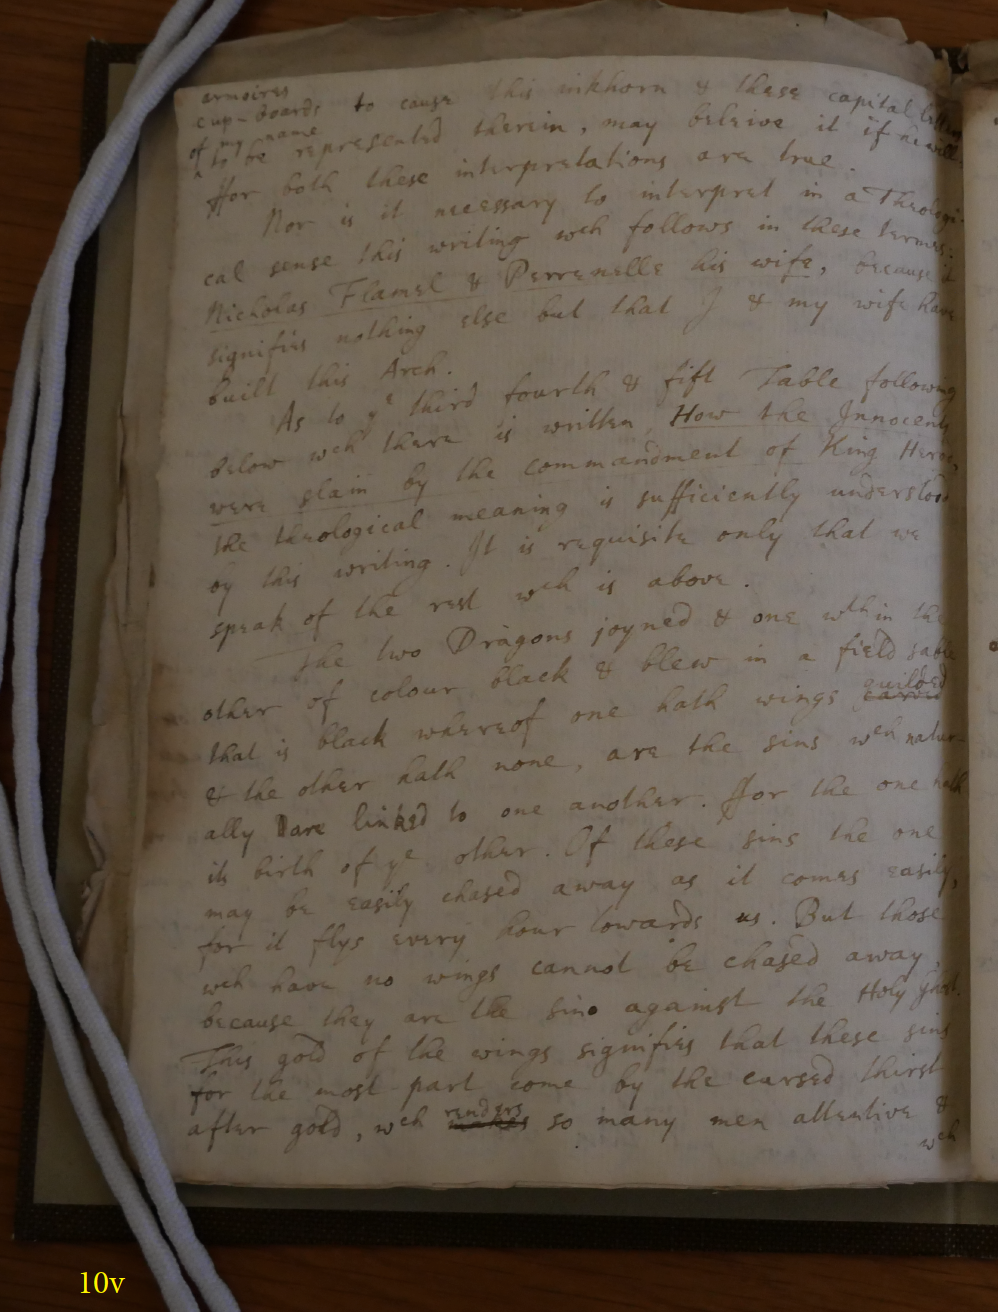 armoires
cup-boards to cause this inkhorn & these capital letters
of my name
^ to be represented therein, may beleive it if he will.
ffor both these interpretations are true.
Nor is it necessary to interpret in a Theologi-
cal sense this writing wch follows in these termes:
Nicholas Flamel & Perrenelle his wife, because it
signifies nothing else but that I & my wife have
built this Arch.
As to ye third fourth & fift Table following
below wch there is written, How the Innocents
were slain by the commandment of King Herod,
the theological meaning is sufficiently understood
by this writing. It is requisite only that we
speak of the rest wch is above.
The two Dragons joyned & one wthin the
other of colour black & blew in a field sable
guilded
that is black whereof one hath wings
& the other hath none, are the sins wch natur-
ally are linked to one another. ffor the one hath
its birth of ye other. Of these sins the one
may be easily chased away as it comes easily,
for it flys every hour towards us. But those
wch have no wings cannot be chased away,
because they are the sin against the Holy Ghost.
This gold of the wings signifies that these sins
for the most part come by the cursed thirst
renders
after gold, wch makes so many men attentive &
wch
10v